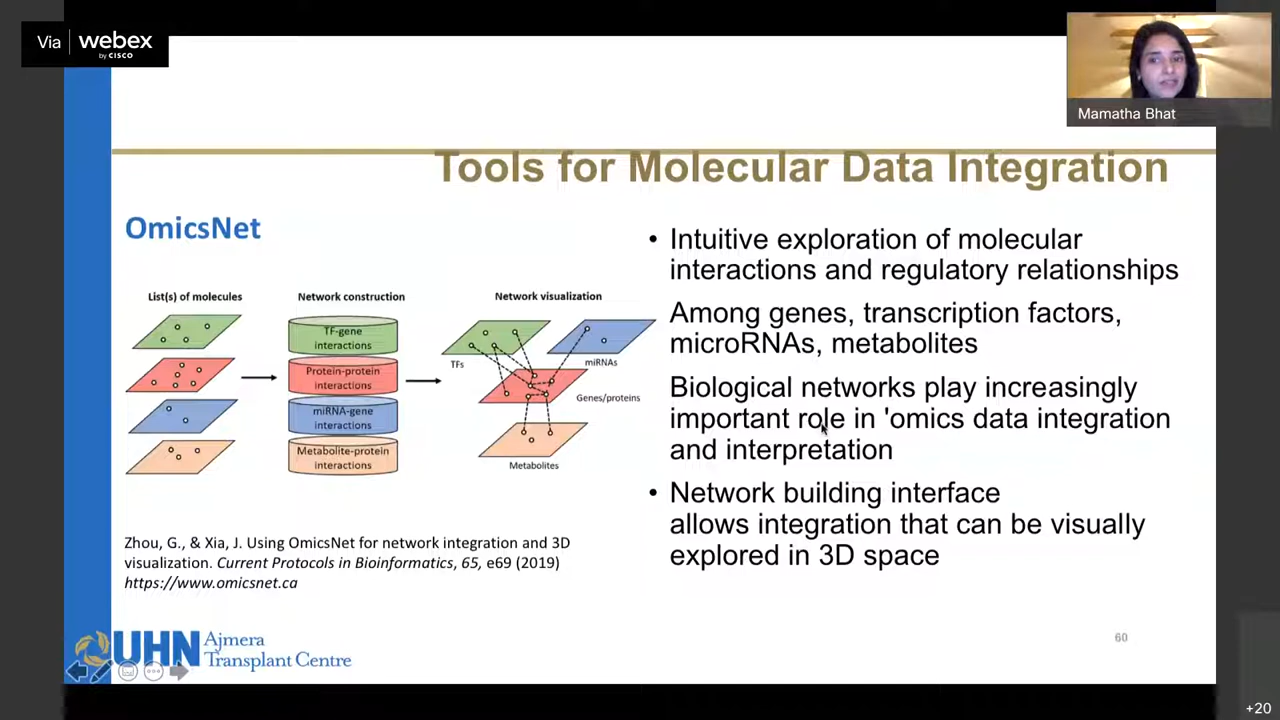 Via webex
by CISCO
Mamatha Bhat
Tools for Molecular Data Integration
OmicsNet
List(s) of molecules
Network construction
Network visualization
TF-gene
interactions
Protein-protein
interactions
miRNA-gene
interactions
Metabolite-protein
interactions
TFs
miRNAs
Genes/proteins
Metabolites
• Intuitive exploration of molecular
interactions and regulatory relationships
Among genes, transcription factors,
microRNAs, metabolites
Biological networks play increasingly
important role in 'omics data integration
and interpretation
• Network building interface
allows integration that can be visually
explored in 3D space
Zhou, G., & Xia, J. Using OmicsNet for network integration and 3D
visualization. Current Protocols in Bioinformatics, 65, e69 (2019)
https://www.omicsnet.ca
UHN Ajmera
Transplant Centre
60
+20